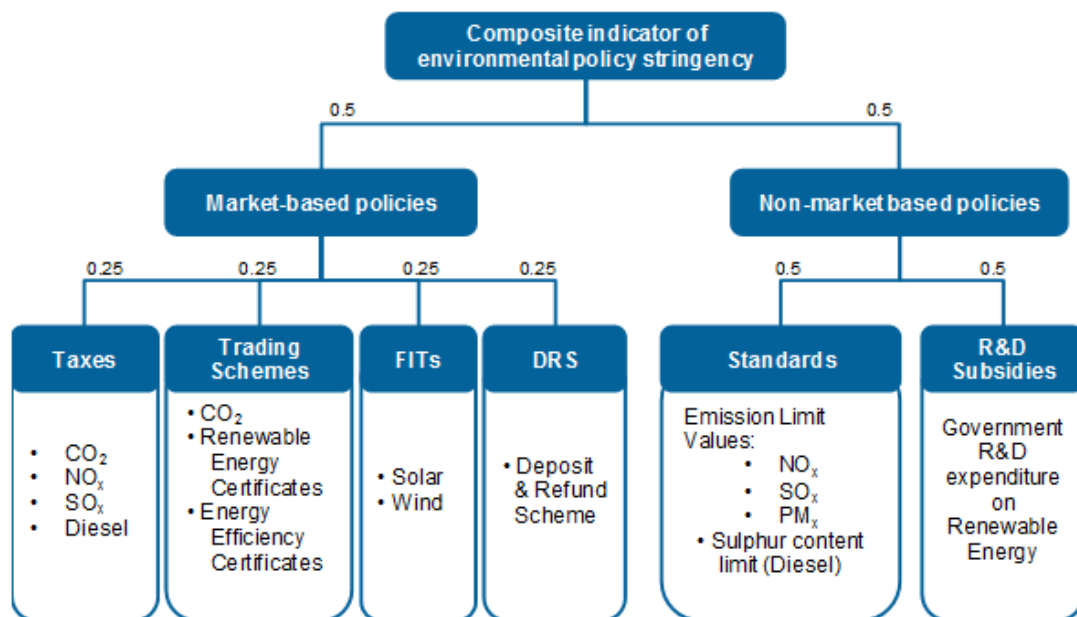 Composite indicator of
environmental policy stringency
0.5
0.5
Market-based policies
Non-market based policies
0.25
0.25
0.25
0.25
0.5
0.5
Taxes
• CO₂
• NOₓ
• SOₓ
• Diesel
Trading
Schemes
• CO₂
• Renewable
Energy
Certificates
• Energy
Efficiency
Certificates
FITs
• Solar
• Wind
DRS
• Deposit
& Refund
Scheme
Standards
Emission Limit
Values:
• NOₓ
• SOₓ
• PMₓ
• Sulphur content
limit (Diesel)
R&D
Subsidies
Government
R&D
expenditure
on
Renewable
Energy